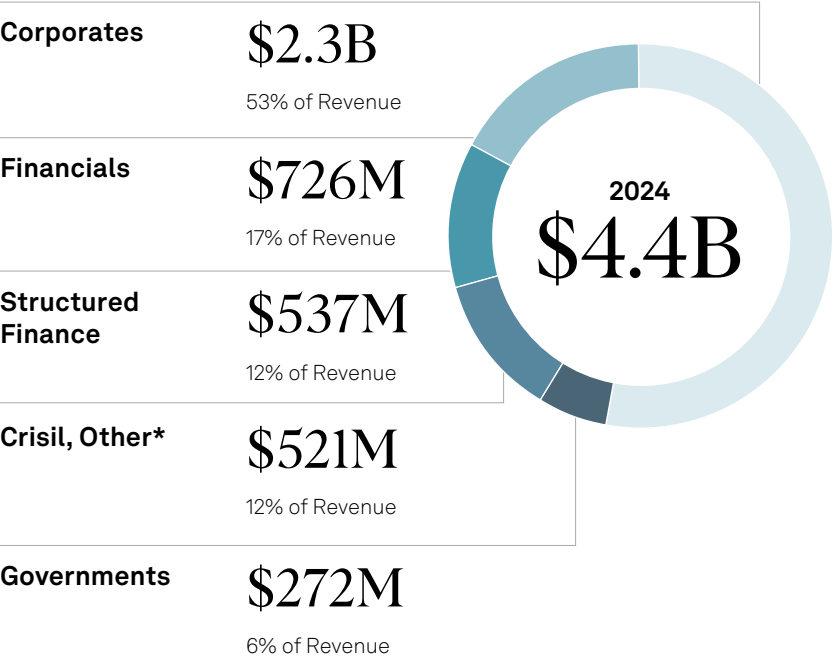 Corporates
$2.3B
53% of Revenue
Financials
$726M
17% of Revenue
Structured
Finance
$537M
12% of Revenue
Crisil, Other*
$521M
12% of Revenue
Governments
$272M
6% of Revenue
2024
$4.4B